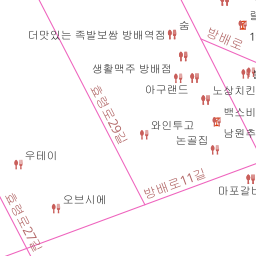 숨
더맛있는 족발보쌈 방배역점
방배로
생활맥주 방배점
아구랜드
노상치킨
효령로29길
백스비
와인투고
남원추
논골집
우테이
방배로11길
마포갈비
오브시에
효령로27길